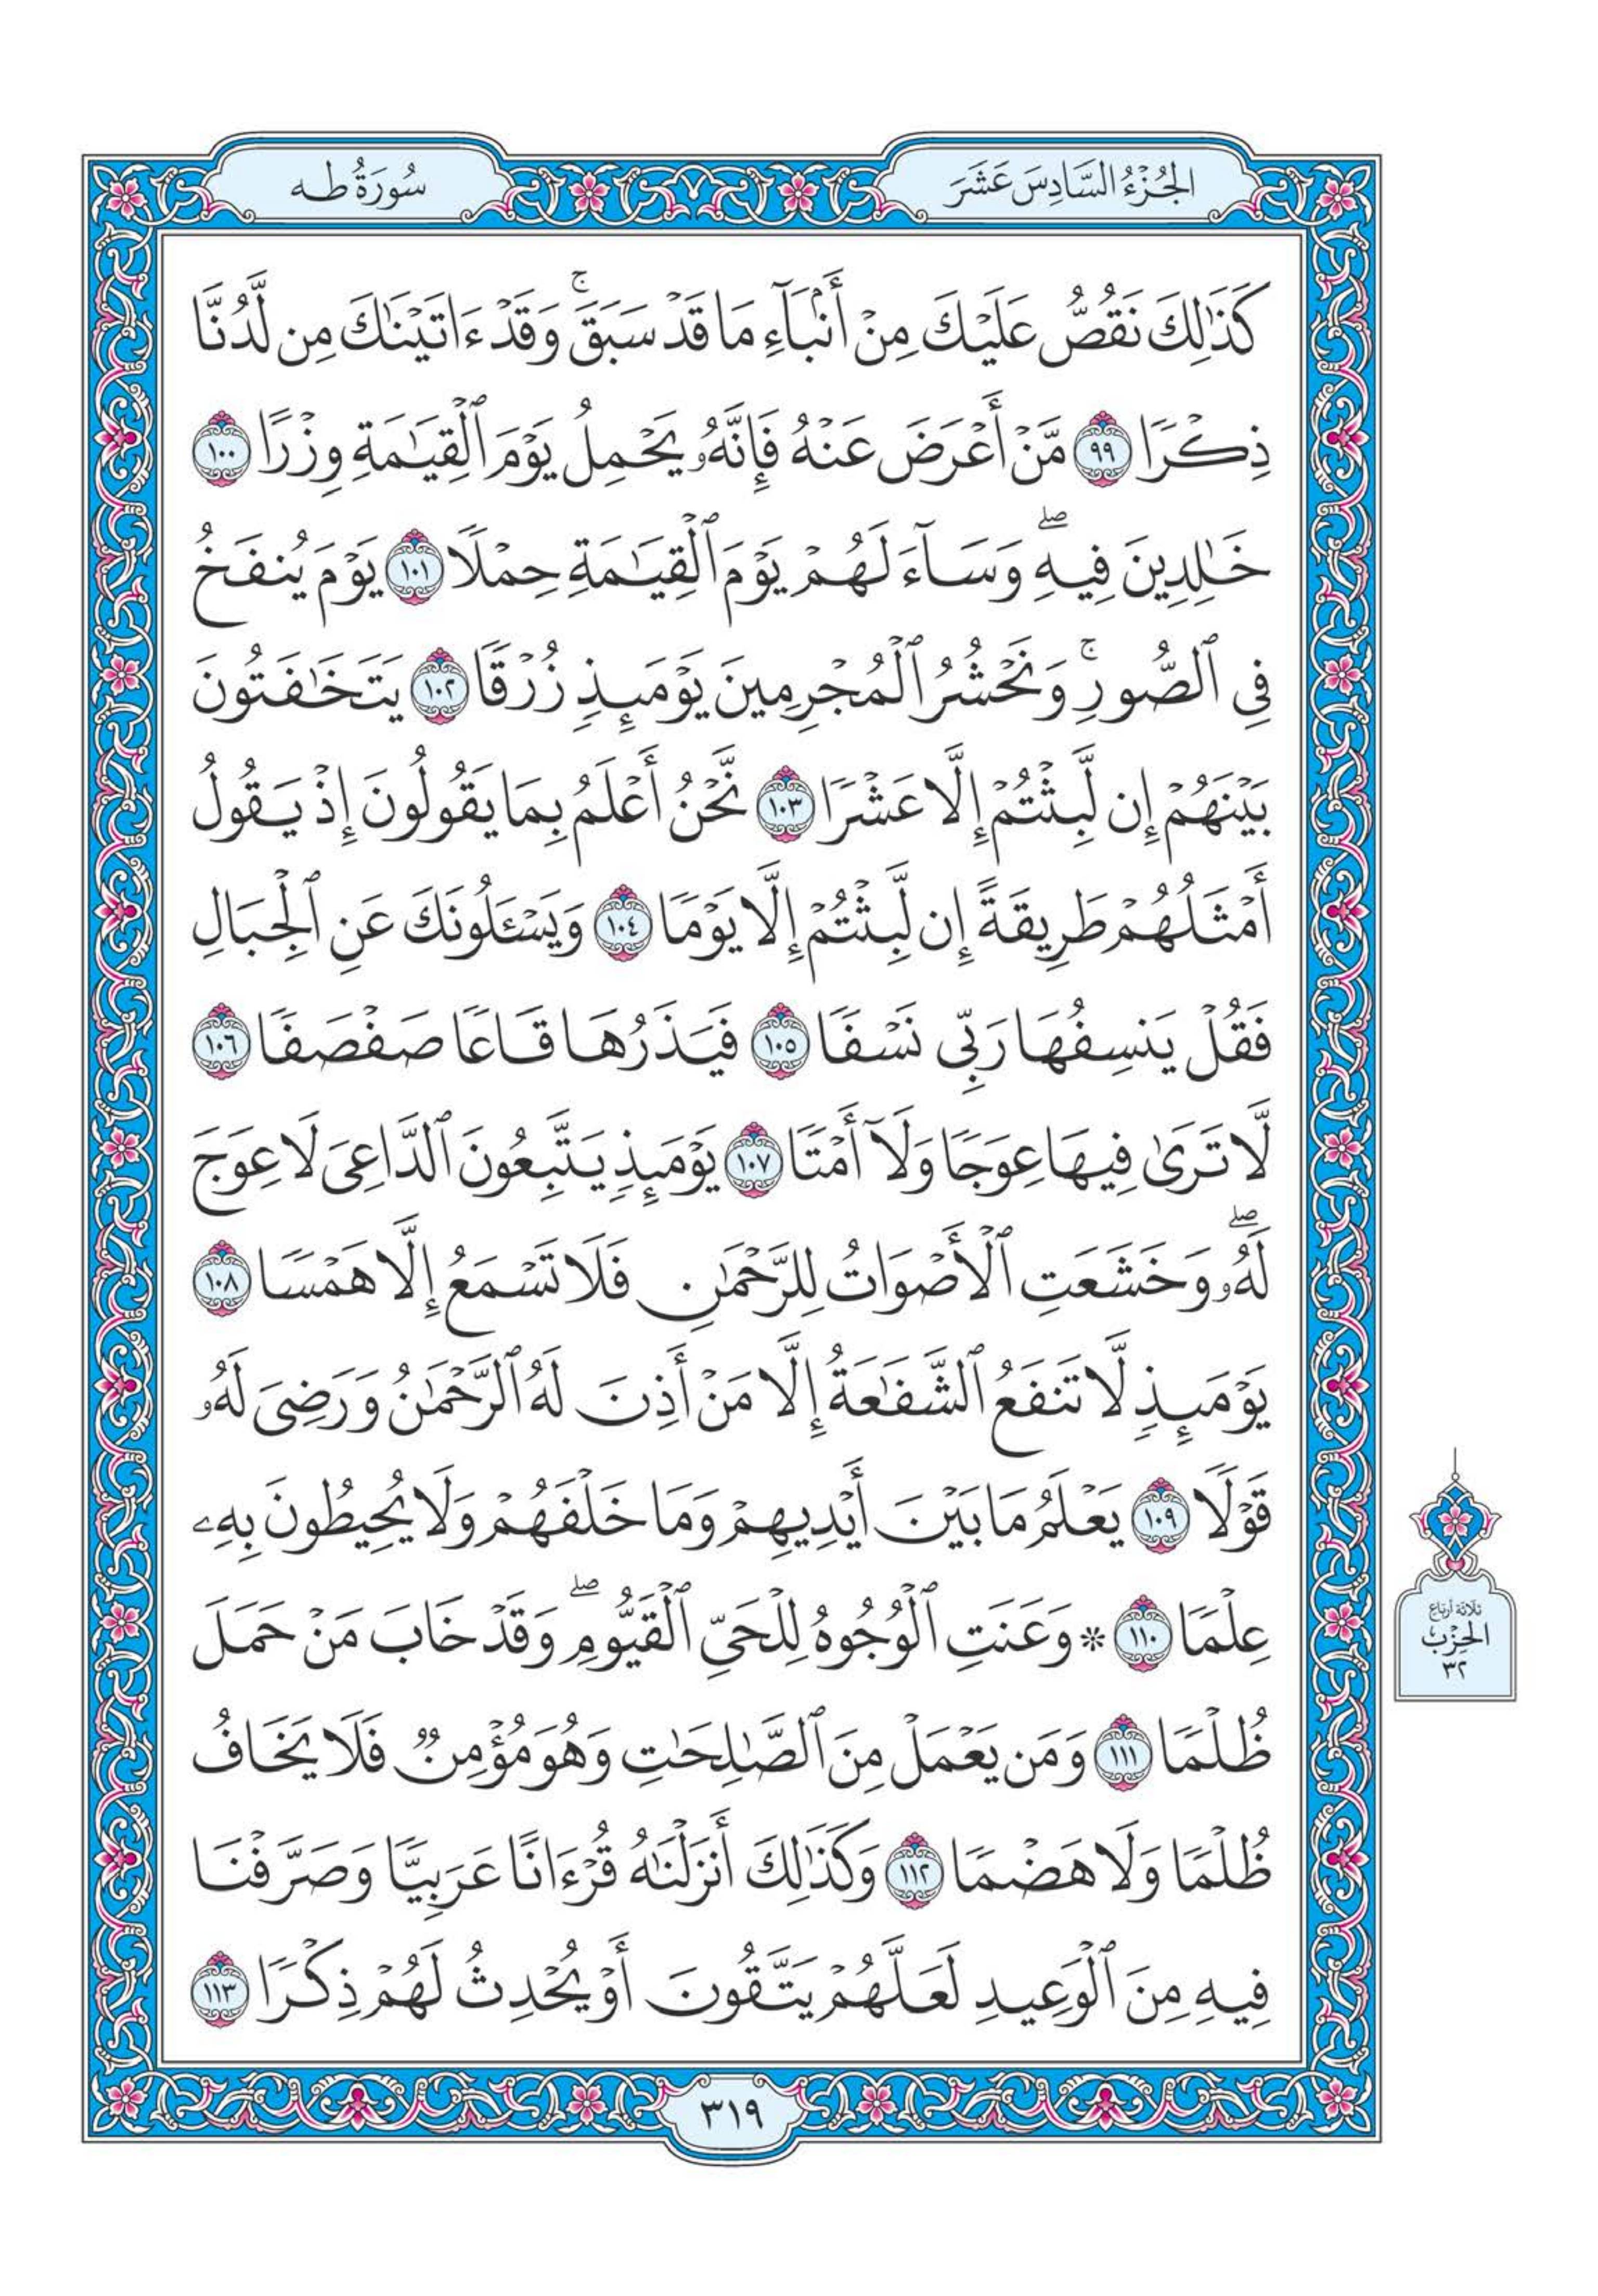 الجُزْءُ السَّادِسَ عَشَرَ
سُورَةُ طه
كَذَٰلِكَ نَقُصُّ عَلَيْكَ مِنْ أَنۢبَآءِ مَا قَدْ سَبَقَۚ وَقَدْ ءَاتَيْنَٰكَ مِن لَّدُنَّا
ذِكْرًا ٩٩ مَّنْ أَعْرَضَ عَنْهُ فَإِنَّهُۥ يَحْمِلُ يَوْمَ ٱلْقِيَٰمَةِ وِزْرًا ١٠٠
خَٰلِدِينَ فِيهِۖ وَسَآءَ لَهُمْ يَوْمَ ٱلْقِيَٰمَةِ حِمْلًا ١٠١ يَوْمَ يُنفَخُ
فِي ٱلصُّورِۚ وَنَحْشُرُ ٱلْمُجْرِمِينَ يَوْمَئِذٍ زُرْقًا ١٠٢ يَتَخَٰفَتُونَ
بَيْنَهُمْ إِن لَّبِثْتُمْ إِلَّا عَشْرًا ١٠٣ نَّحْنُ أَعْلَمُ بِمَا يَقُولُونَ إِذْ يَقُولُ
أَمْثَلُهُمْ طَرِيقَةً إِن لَّبِثْتُمْ إِلَّا يَوْمًا ١٠٤ وَيَسْـَٔلُونَكَ عَنِ ٱلْجِبَالِ
فَقُلْ يَنسِفُهَا رَبِّي نَسْفًا ١٠٥ فَيَذَرُهَا قَاعًا صَفْصَفًا ١٠٦
لَّا تَرَىٰ فِيهَا عِوَجًا وَلَآ أَمْتًا ١٠٧ يَوْمَئِذٍ يَتَّبِعُونَ ٱلدَّاعِيَ لَا عِوَجَ
لَهُۥۖ وَخَشَعَتِ ٱلْأَصْوَاتُ لِلرَّحْمَٰنِ فَلَا تَسْمَعُ إِلَّا هَمْسًا ١٠٨
يَوْمَئِذٍ لَّا تَنفَعُ ٱلشَّفَٰعَةُ إِلَّا مَنْ أَذِنَ لَهُ ٱلرَّحْمَٰنُ وَرَضِيَ لَهُۥ
قَوْلًا ١٠٩ يَعْلَمُ مَا بَيْنَ أَيْدِيهِمْ وَمَا خَلْفَهُمْ وَلَا يُحِيطُونَ بِهِۦ
عِلْمًا ١١٠ ۞ وَعَنَتِ ٱلْوُجُوهُ لِلْحَيِّ ٱلْقَيُّومِۖ وَقَدْ خَابَ مَنْ حَمَلَ
ظُلْمًا ١١١ وَمَن يَعْمَلْ مِنَ ٱلصَّٰلِحَٰتِ وَهُوَ مُؤْمِنٌ فَلَا يَخَافُ
ظُلْمًا وَلَا هَضْمًا ١١٢ وَكَذَٰلِكَ أَنزَلْنَٰهُ قُرْءَانًا عَرَبِيًّا وَصَرَّفْنَا
فِيهِ مِنَ ٱلْوَعِيدِ لَعَلَّهُمْ يَتَّقُونَ أَوْ يُحْدِثُ لَهُمْ ذِكْرًا ١١٣
ثلاثة أرباع
الحِزْب
٣٢
٣١٩